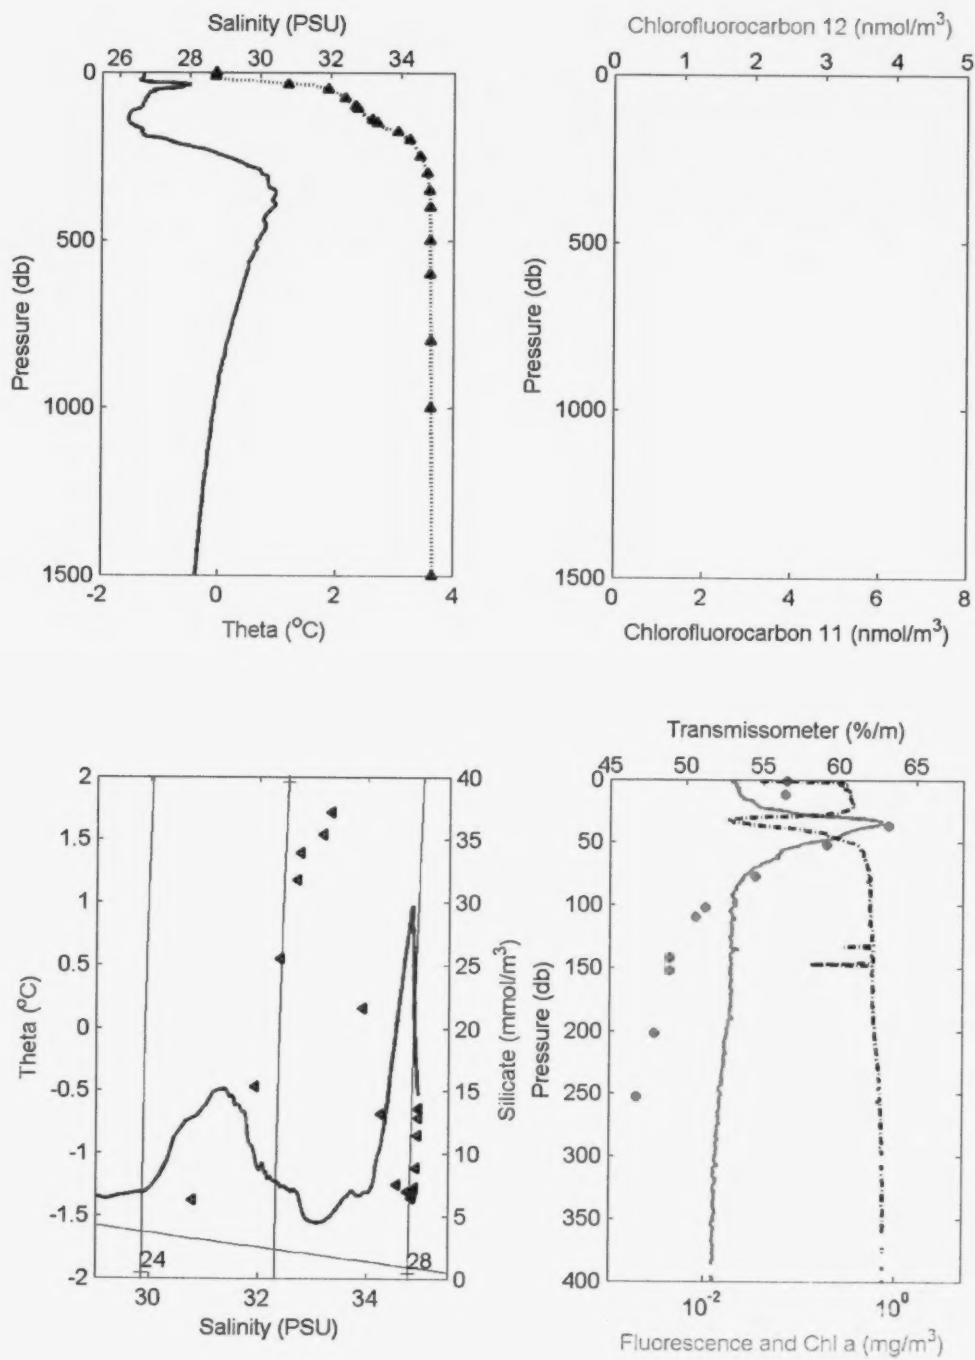 Salinity (PSU)
26 28 30 32 34
0
500
1000
1500
Pressure (db)
-2 0 2 4
Theta (°C)
Chlorofluorocarbon 12 (nmol/m³)
0 1 2 3 4 5
0
500
1000
1500
Pressure (db)
0 2 4 6 8
Chlorofluorocarbon 11 (nmol/m³)
2
1.5
1
0.5
0
-0.5
-1
-1.5
-2
Theta (°C)
40
30
25
20
15
10
5
0
35
Silicate (mmol/m³)
24
28
30 32 34
Salinity (PSU)
Transmissometer (%/m)
45 50 55 60 65
0
50
100
150
200
250
300
350
400
Pressure (db)
10⁻² 10⁰
Fluorescence and Chl a (mg/m³)